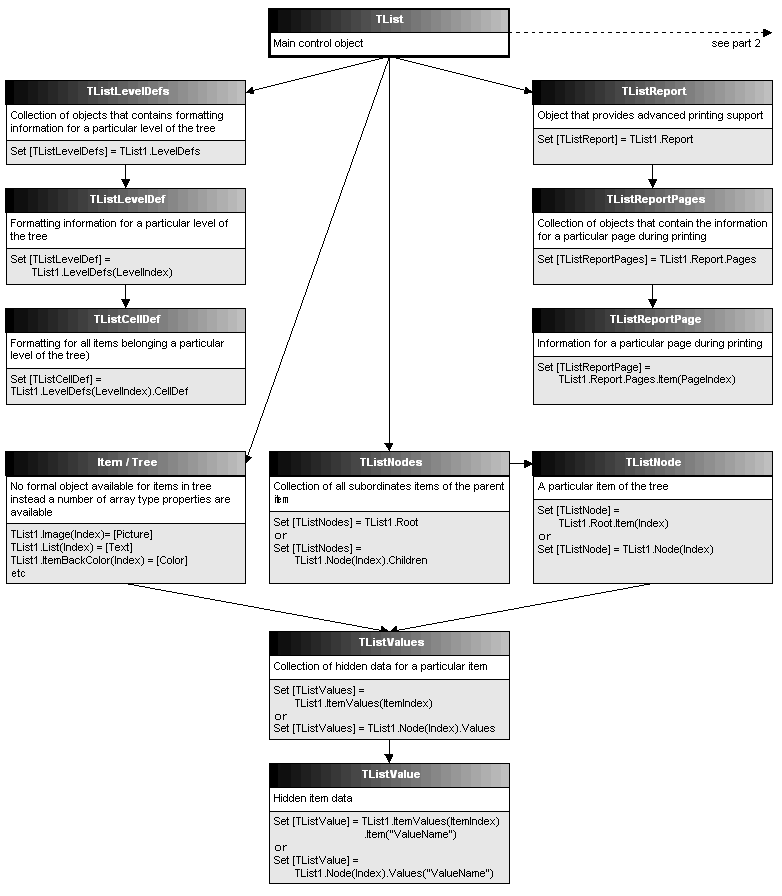 TList
Main control object
see part 2
TListLevelDefs
Collection of objects that contains formatting
information for a particular level of the tree
Set [TListLevelDefs] = TList1.LevelDefs
TListReport
Object that provides advanced printing support
Set [TListReport] = TList1.Report
TListLevelDef
Formatting information for a particular level of
the tree
Set [TListLevelDef] =
TList1.LevelDefs(LevelIndex)
TListReportPages
Collection of objects that contain the information
for a particular page during printing
Set [TListReportPages] = TList1.Report.Pages
TListCellDef
Formatting for all items belonging a particular
level of the tree)
Set [TListCellDef] =
TList1.LevelDefs(LevelIndex).CellDef
TListReportPage
Information for a particular page during printing
Set [TListReportPage] =
TList1.Report.Pages.Item(PageIndex)
Item / Tree
No formal object available for items in tree
instead a number of array type properties are
available
TList1.Image(Index)= [Picture]
TList1.List(Index) = [Text]
TList1.ItemBackColor(Index) = [Color]
etc
TListNodes
Collection of all subordinates items of the parent
item
Set [TListNodes] = TList1.Root
or
Set [TListNodes] =
TList1.Node(Index).Children
TListNode
A particular item of the tree
Set [TListNode] =
TList1.Root.Item(Index)
or
Set [TListNode] = TList1.Node(Index)
TListValues
Collection of hidden data for a particular item
Set [TListValues] =
TList1.ItemValues(ItemIndex)
or
Set [TListValues] = TList1.Node(Index).Values
TListValue
Hidden item data
Set [TListValue] = TList1.ItemValues(ItemIndex)
.Item("ValueName")
or
Set [TListValue] =
TList1.Node(Index).Values("ValueName")